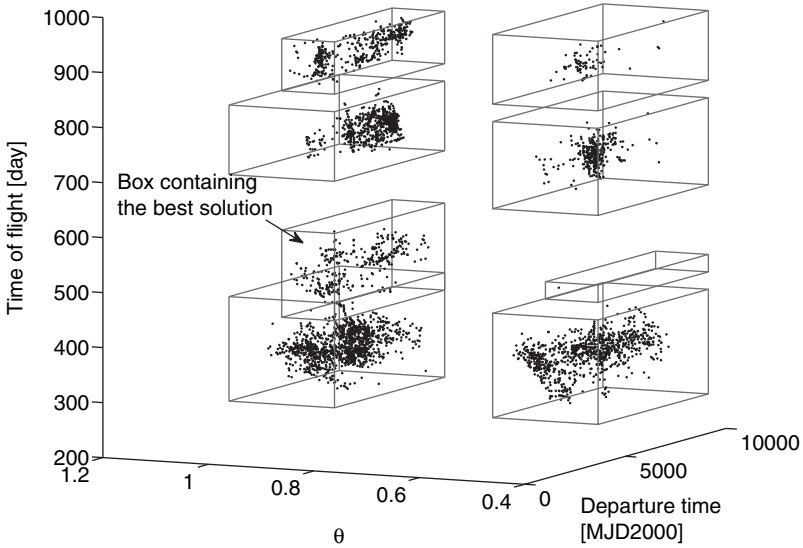 1000
900
800
700
600
500
400
300
200
Time of flight [day]
Box containing
the best solution
1.2
1
0.8
0.6
0.4
θ
0
5000
10000
Departure time
[MJD2000]